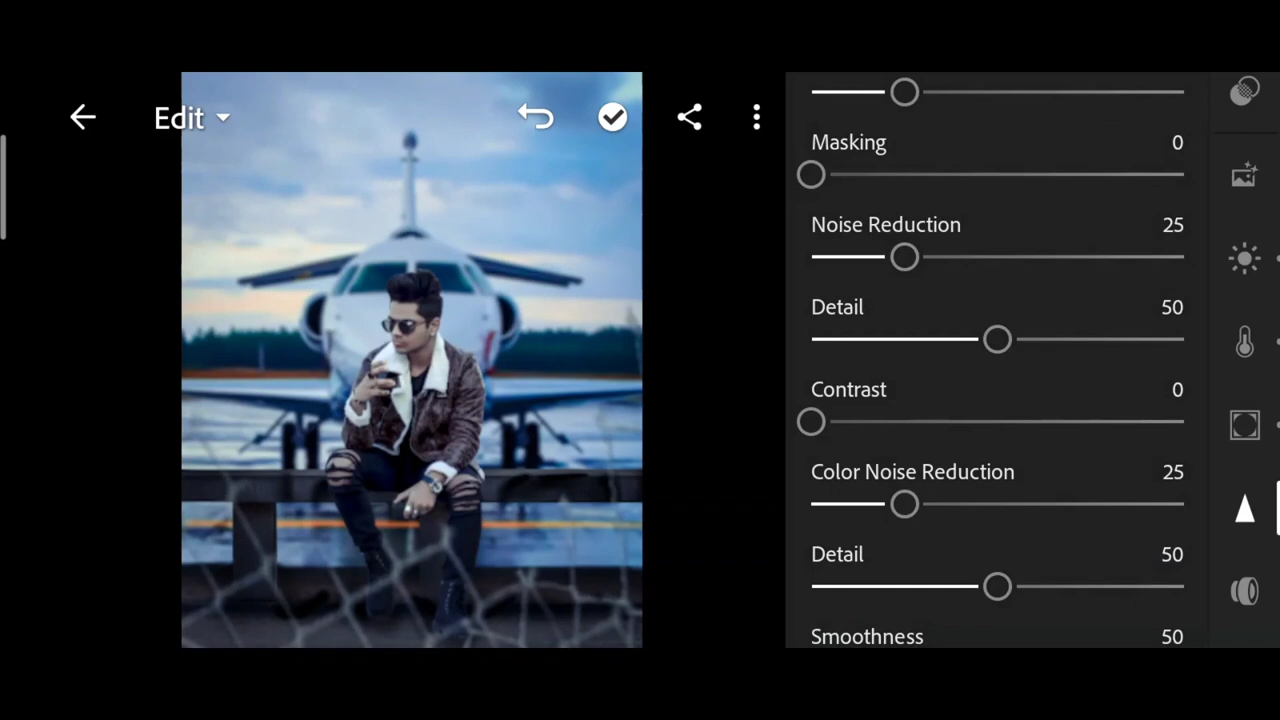 Edit
Masking 0
Noise Reduction 25
Detail 50
Contrast 0
Color Noise Reduction 25
Detail 50
Smoothness 50